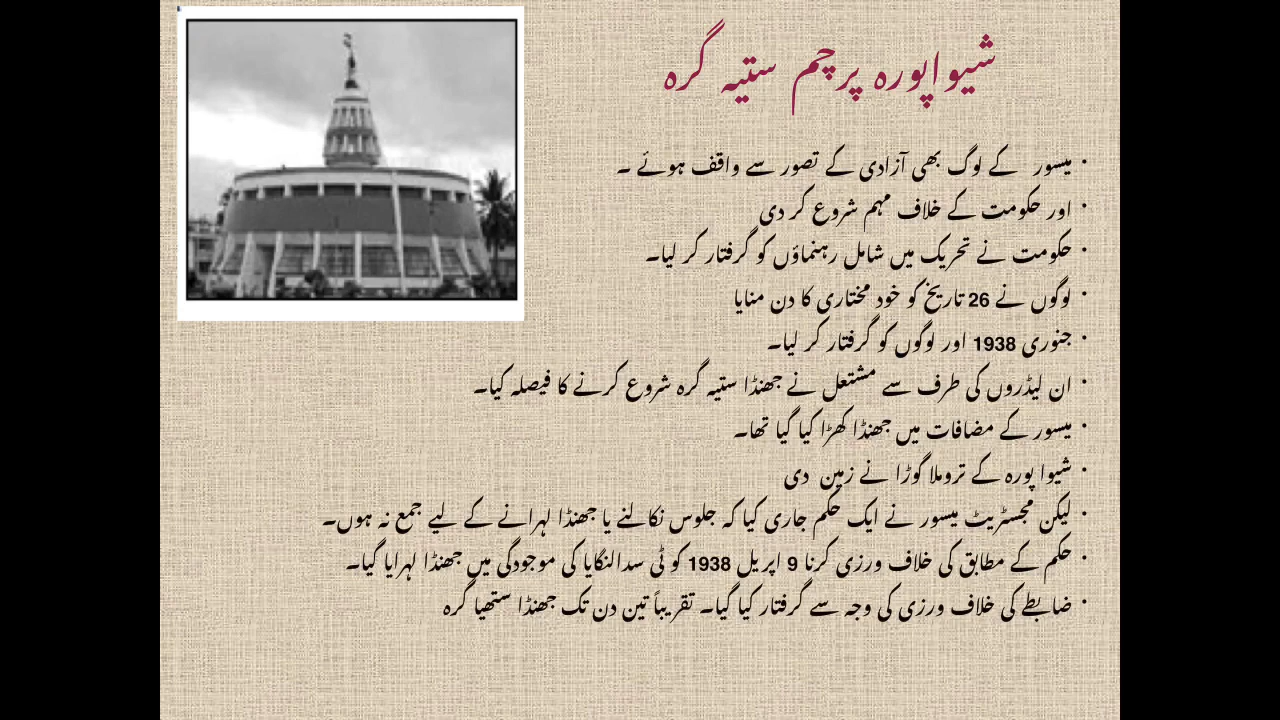 شیواپورہ پرچم ستیہ گرہ
• میسور کے لوگ بھی آزادی کے تصور سے واقف ہوئے ۔
• اور حکومت کے خلاف مہم شروع کر دی
• حکومت نے تحریک میں شامل رہنماؤں کو گرفتار کر لیا۔
• لوگوں نے 26 تاریخ کو خود مختاری کا دن منایا
• جنوری 1938 اور لوگوں کو گرفتار کر لیا۔
• ان لیڈروں کی طرف سے مشتعل نے جھنڈا ستیہ گرہ شروع کرنے کا فیصلہ کیا۔
• میسور کے مضافات میں جھنڈا کھڑا کیا گیا تھا۔
• شیوا پورہ کے تروملا گوڑا نے زمین دی
• لیکن مجسٹریٹ میسور نے ایک حکم جاری کیا کہ جلوس نکالنے یا جھنڈا لہرانے کے لیے جمع نہ ہوں۔
• حکم کے مطابق کی خلاف ورزی کرنا 9 اپریل 1938 کو ٹی سدالنگایا کی موجودگی میں جھنڈا لہرایا گیا۔
• ضابطے کی خلاف ورزی کی وجہ سے گرفتار کیا گیا۔ تقریباً تین دن تک جھنڈا ستھیا گرہ